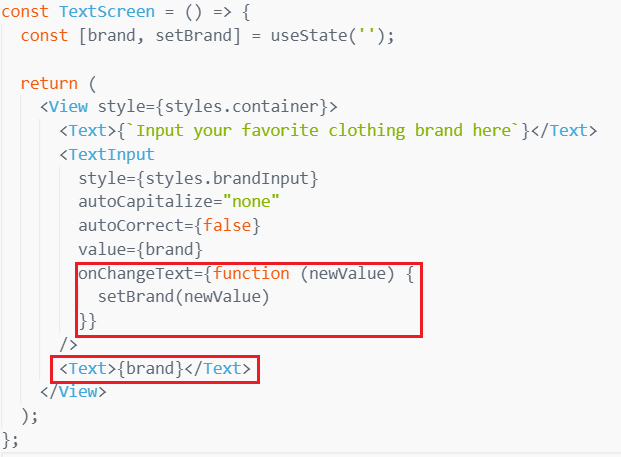 const TextScreen = () => {
  const [brand, setBrand] = useState('');

  return (
    <View style={styles.container}>
      <Text>{`Input your favorite clothing brand here`}</Text>
      <TextInput
        style={styles.brandInput}
        autoCapitalize="none"
        autoCorrect={false}
        value={brand}
        onChangeText={function (newValue) {
          setBrand(newValue)
        }}
      />
      <Text>{brand}</Text>
    </View>
  );
};